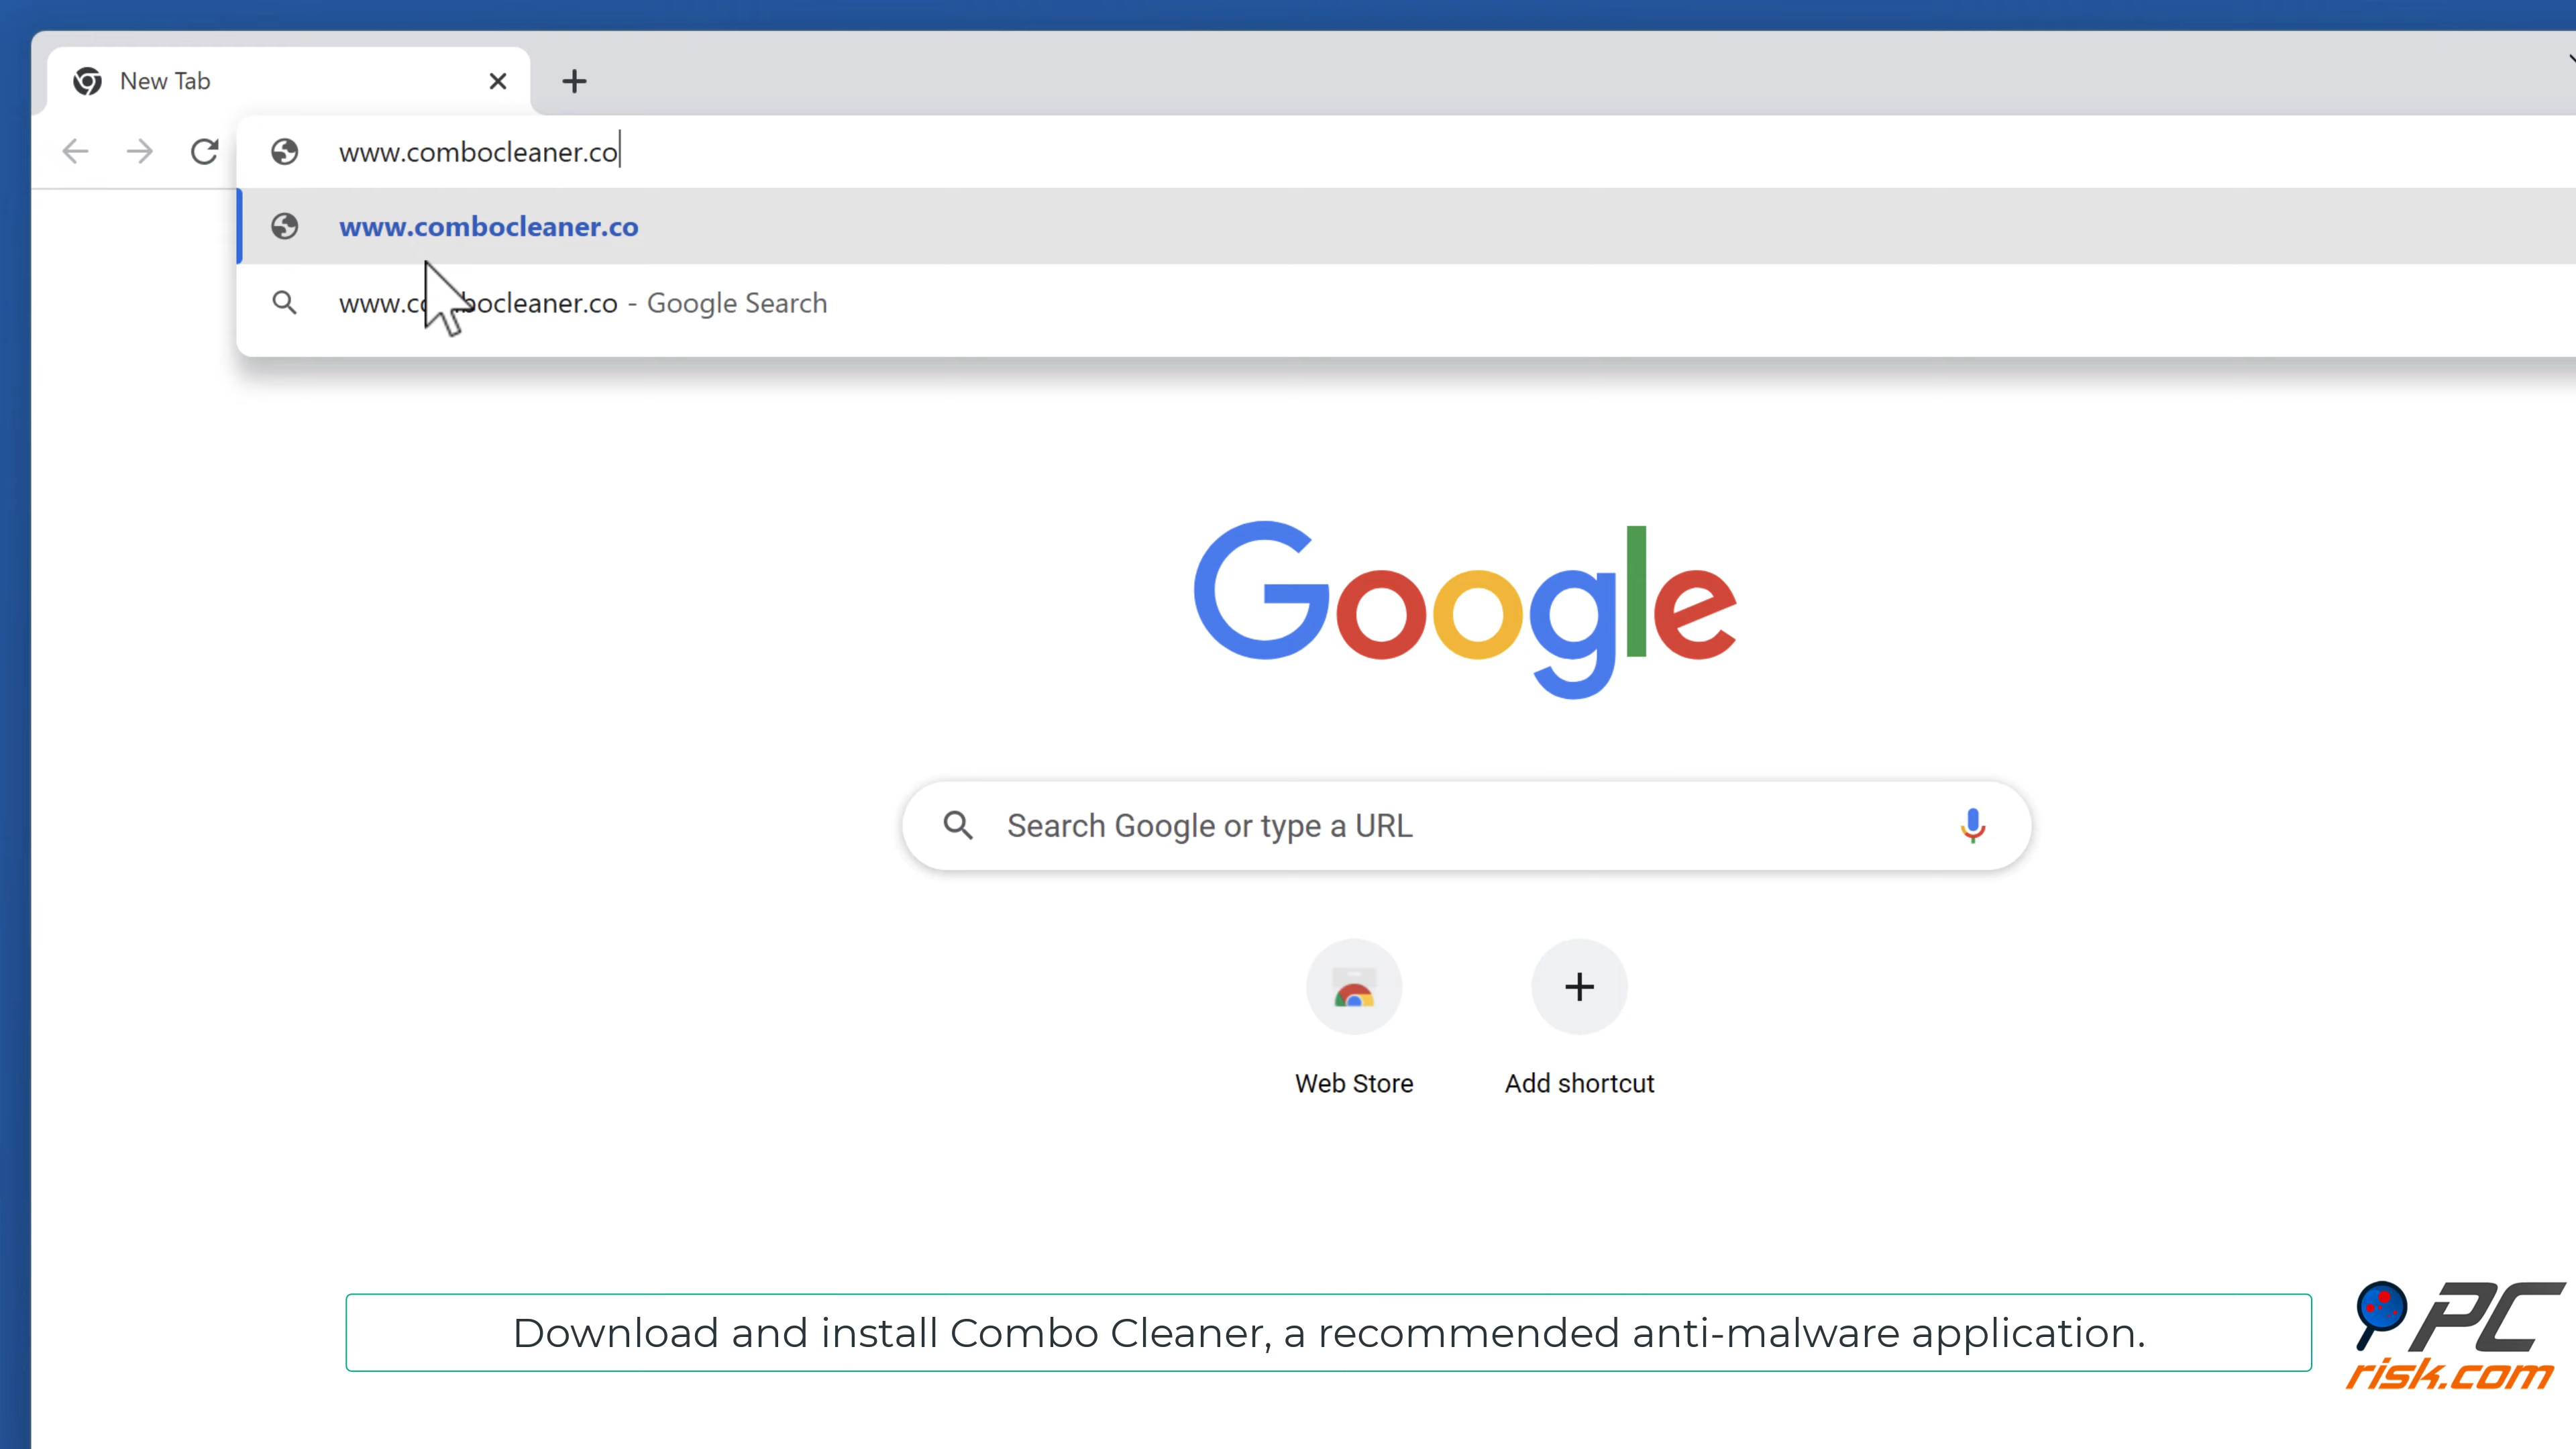 New Tab
www.combocleaner.co
www.combocleaner.co
www.combocleaner.co - Google Search
Google
Search Google or type a URL
Web Store
Add shortcut
Download and install Combo Cleaner, a recommended anti-malware application.
PC
risk.com